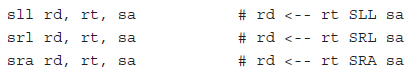 sll rd, rt, sa # rd <-- rt SLL sa
srl rd, rt, sa # rd <-- rt SRL sa
sra rd, rt, sa # rd <-- rt SRA sa